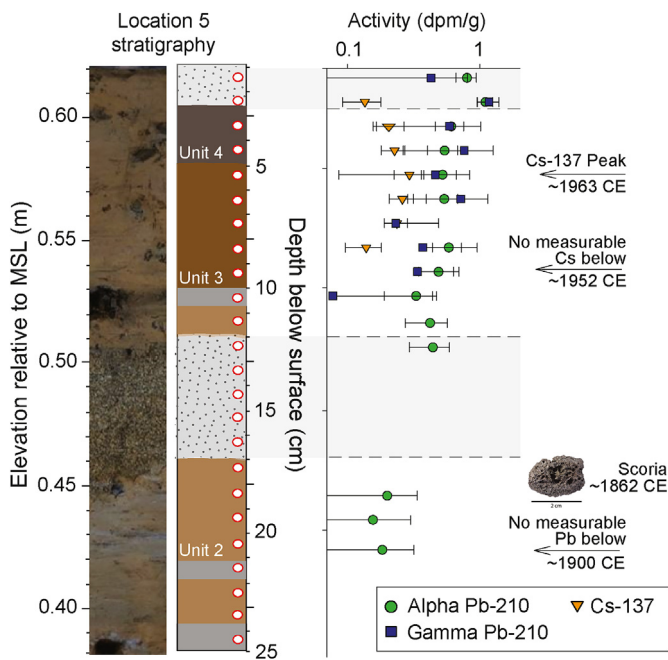 Location 5
stratigraphy
Activity (dpm/g)
0.1
1
Elevation relative to MSL (m)
0.60
0.55
0.50
0.45
0.40
Unit 4
Unit 3
Unit 2
5
10
15
20
25
Depth below surface (cm)
Cs-137 Peak
~1963 CE
No measurable
Cs below
~1952 CE
Scoria
~1862 CE
2 cm
No measurable
Pb below
~1900 CE
Alpha Pb-210
Cs-137
Gamma Pb-210